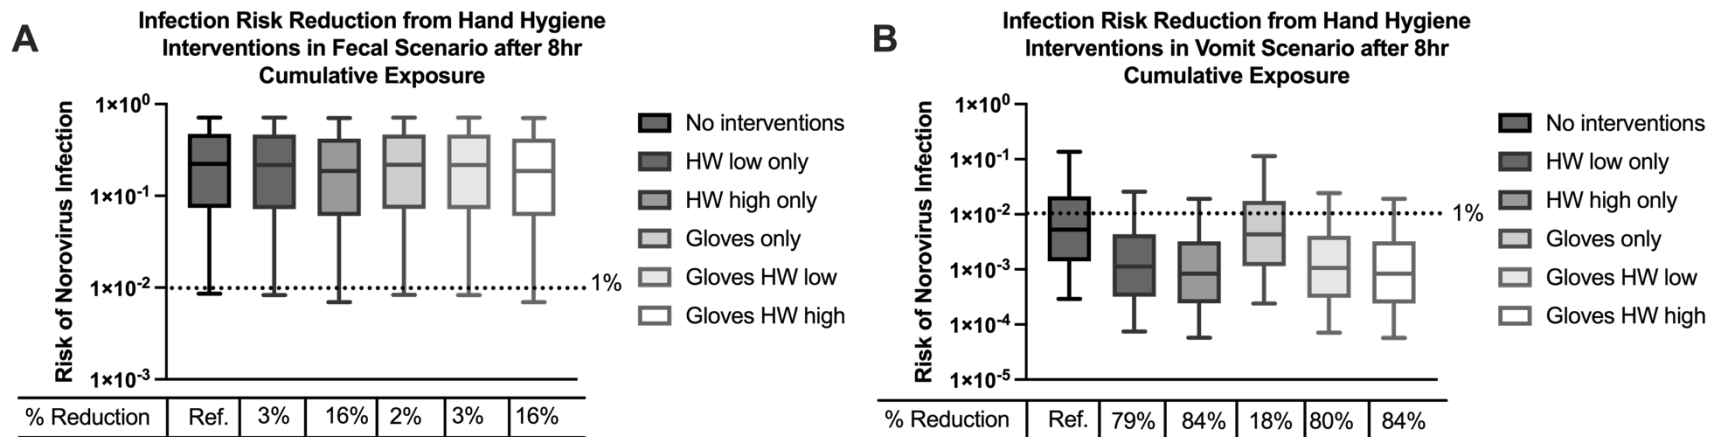 A
Infection Risk Reduction from Hand Hygiene
Interventions in Fecal Scenario after 8hr
Cumulative Exposure
Risk of Norovirus Infection
1×10⁰
1×10⁻¹
1×10⁻²
1×10⁻³
1%
No interventions
HW low only
HW high only
Gloves only
Gloves HW low
Gloves HW high
% Reduction Ref. 3% 16% 2% 3% 16%
B
Infection Risk Reduction from Hand Hygiene
Interventions in Vomit Scenario after 8hr
Cumulative Exposure
Risk of Norovirus Infection
1×10⁰
1×10⁻¹
1×10⁻²
1×10⁻³
1×10⁻⁴
1×10⁻⁵
1%
No interventions
HW low only
HW high only
Gloves only
Gloves HW low
Gloves HW high
% Reduction Ref. 79% 84% 18% 80% 84%